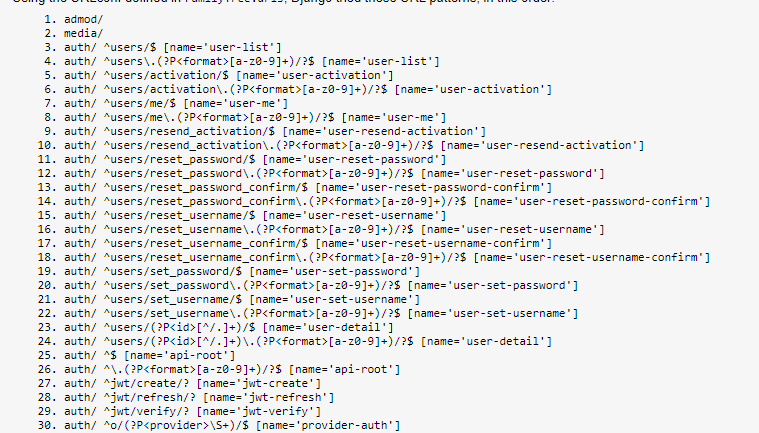 1. admod/
2. media/
3. auth/ ^users/$ [name='user-list']
4. auth/ ^users\.(?P<format>[a-z0-9]+)/?$ [name='user-list']
5. auth/ ^users/activation/$ [name='user-activation']
6. auth/ ^users/activation\.(?P<format>[a-z0-9]+)/?$ [name='user-activation']
7. auth/ ^users/me/$ [name='user-me']
8. auth/ ^users/me\.(?P<format>[a-z0-9]+)/?$ [name='user-me']
9. auth/ ^users/resend_activation/$ [name='user-resend-activation']
10. auth/ ^users/resend_activation\.(?P<format>[a-z0-9]+)/?$ [name='user-resend-activation']
11. auth/ ^users/reset_password/$ [name='user-reset-password']
12. auth/ ^users/reset_password\.(?P<format>[a-z0-9]+)/?$ [name='user-reset-password']
13. auth/ ^users/reset_password_confirm/$ [name='user-reset-password-confirm']
14. auth/ ^users/reset_password_confirm\.(?P<format>[a-z0-9]+)/?$ [name='user-reset-password-confirm']
15. auth/ ^users/reset_username/$ [name='user-reset-username']
16. auth/ ^users/reset_username\.(?P<format>[a-z0-9]+)/?$ [name='user-reset-username']
17. auth/ ^users/reset_username_confirm/$ [name='user-reset-username-confirm']
18. auth/ ^users/reset_username_confirm\.(?P<format>[a-z0-9]+)/?$ [name='user-reset-username-confirm']
19. auth/ ^users/set_password/$ [name='user-set-password']
20. auth/ ^users/set_password\.(?P<format>[a-z0-9]+)/?$ [name='user-set-password']
21. auth/ ^users/set_username/$ [name='user-set-username']
22. auth/ ^users/set_username\.(?P<format>[a-z0-9]+)/?$ [name='user-set-username']
23. auth/ ^users/(?P<id>[^/.]+)/$ [name='user-detail']
24. auth/ ^users/(?P<id>[^/.]+)\.(?P<format>[a-z0-9]+)/?$ [name='user-detail']
25. auth/ ^$ [name='api-root']
26. auth/ ^\.(?P<format>[a-z0-9]+)/?$ [name='api-root']
27. auth/ ^jwt/create/? [name='jwt-create']
28. auth/ ^jwt/refresh/? [name='jwt-refresh']
29. auth/ ^jwt/verify/? [name='jwt-verify']
30. auth/ ^o/(?P<provider>\S+)/$ [name='provider-auth']